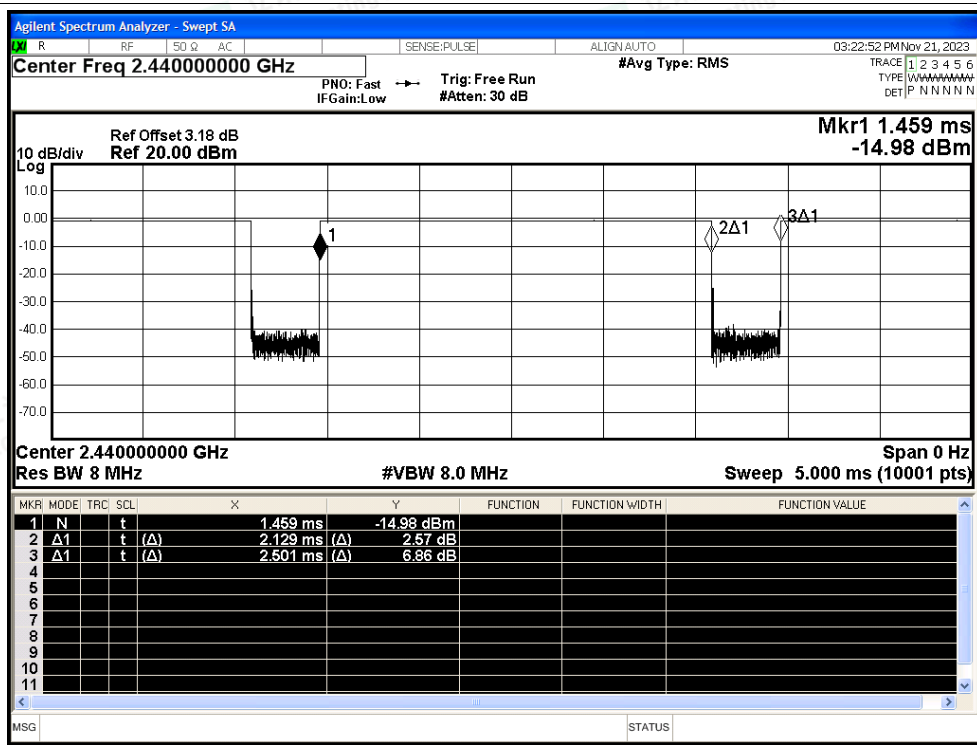 Agilent Spectrum Analyzer - Swept SA
LXI R RF 50 Ω AC SENSE:PULSE ALIGN AUTO 03:22:52 PM Nov 21, 2023
Center Freq 2.440000000 GHz
PNO: Fast
IFGain:Low
Trig: Free Run
#Atten: 30 dB
#Avg Type: RMS
TRACE 1 2 3 4 5 6
TYPE WWWWWW
DET P N N N N N
Mkr1 1.459 ms
-14.98 dBm
Ref Offset 3.18 dB
10 dB/div Ref 20.00 dBm
Log
10.0
0.00
-10.0
-20.0
-30.0
-40.0
-50.0
-60.0
-70.0
1
2Δ1
3Δ1
Center 2.440000000 GHz Span 0 Hz
Res BW 8 MHz #VBW 8.0 MHz Sweep 5.000 ms (10001 pts)
MKR MODE TRC SCL X Y FUNCTION FUNCTION WIDTH FUNCTION VALUE
1 N t 1.459 ms -14.98 dBm
2 Δ1 t (Δ) 2.129 ms (Δ) 2.57 dB
3 Δ1 t (Δ) 2.501 ms (Δ) 6.86 dB
4
5
6
7
8
9
10
11
MSG STATUS